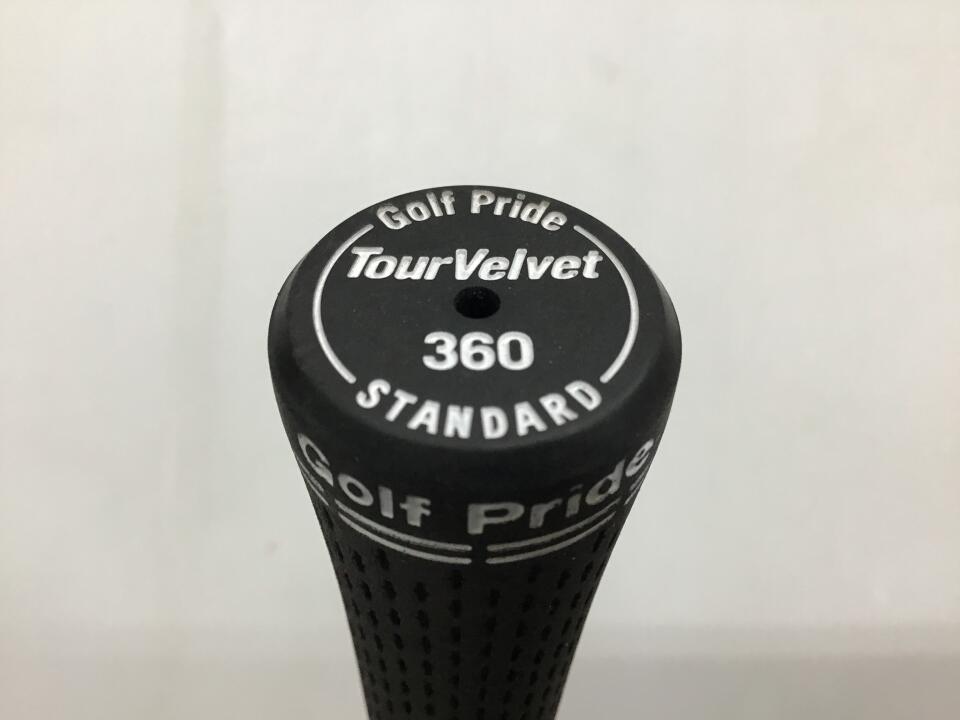 Golf Pride
TourVelvet
360
STANDARD
Golf Pride